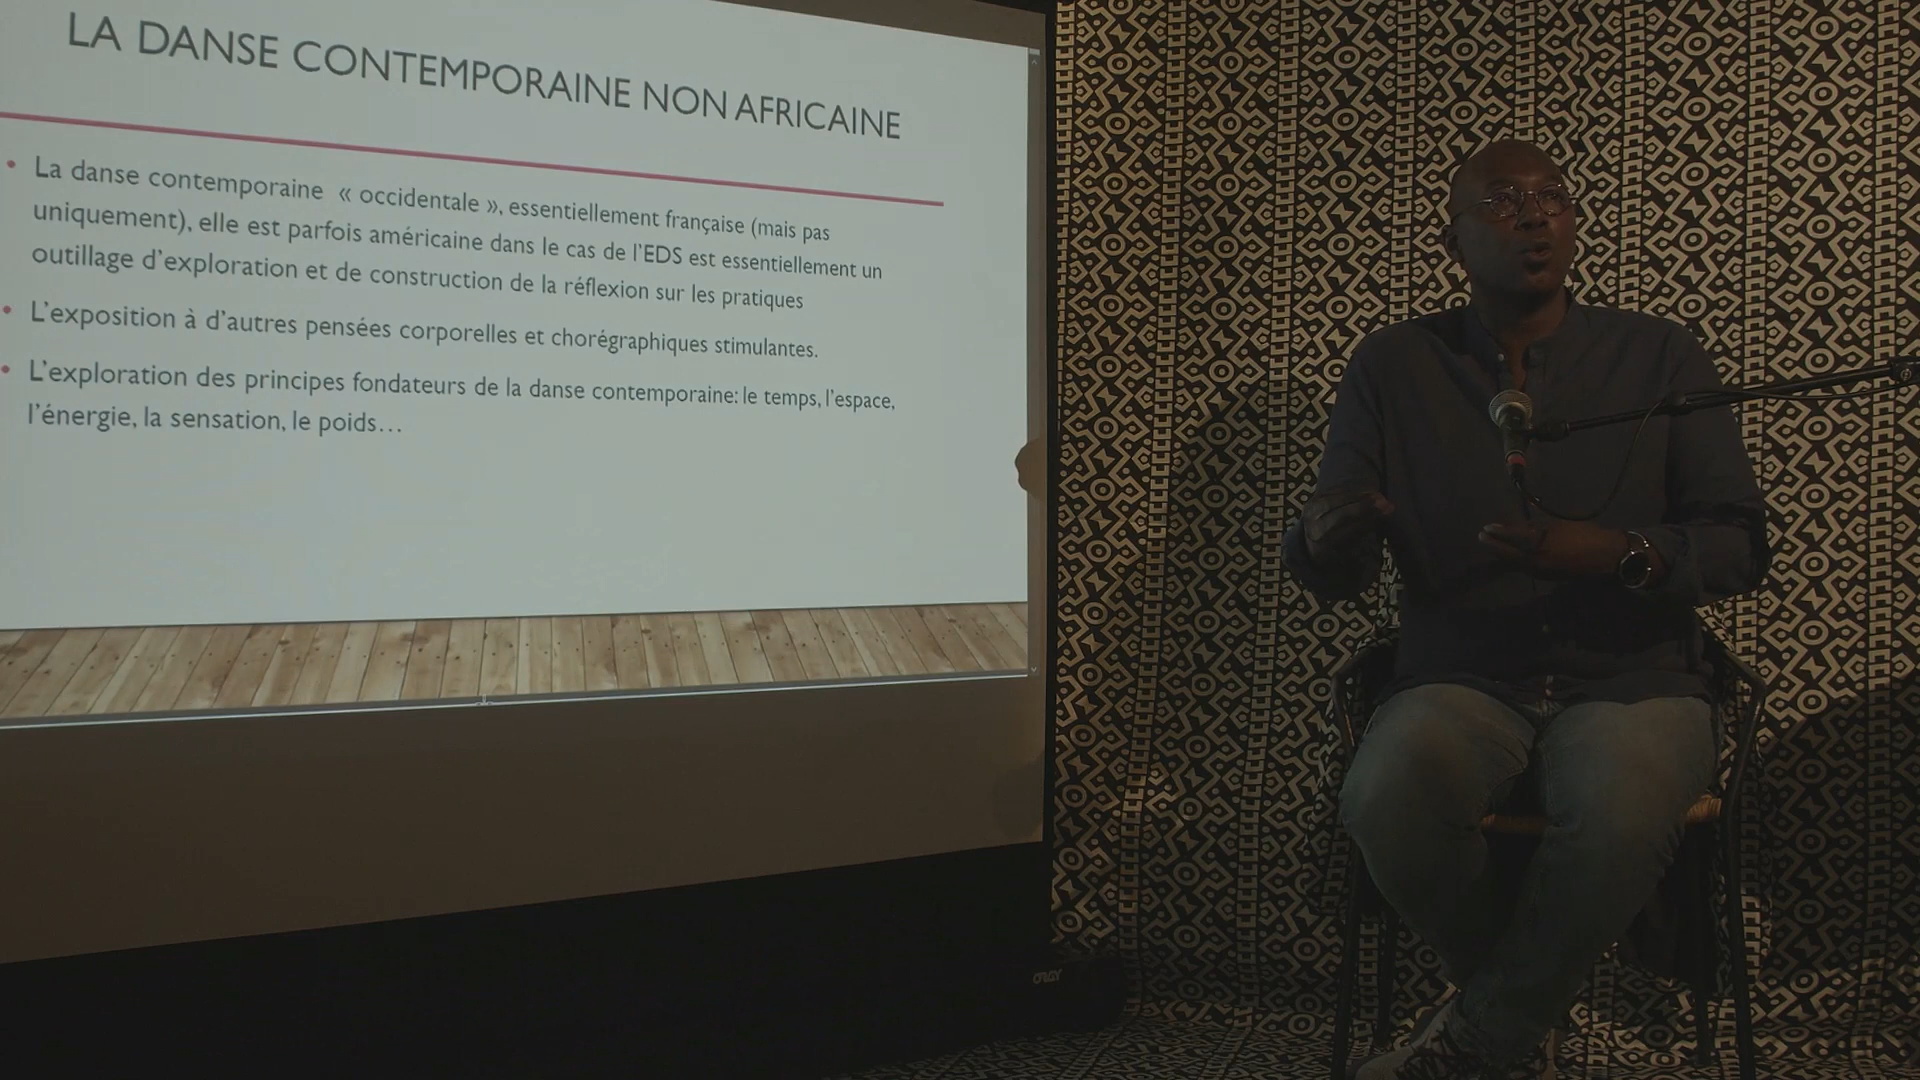 LA DANSE CONTEMPORAINE NON AFRICAINE
• La danse contemporaine « occidentale », essentiellement française (mais pas
uniquement), elle est parfois américaine dans le cas de l'EDS est essentiellement un
outillage d'exploration et de construction de la réflexion sur les pratiques
• L'exposition à d'autres pensées corporelles et chorégraphiques stimulantes.
• L'exploration des principes fondateurs de la danse contemporaine: le temps, l'espace,
l'énergie, la sensation, le poids…
ORAY